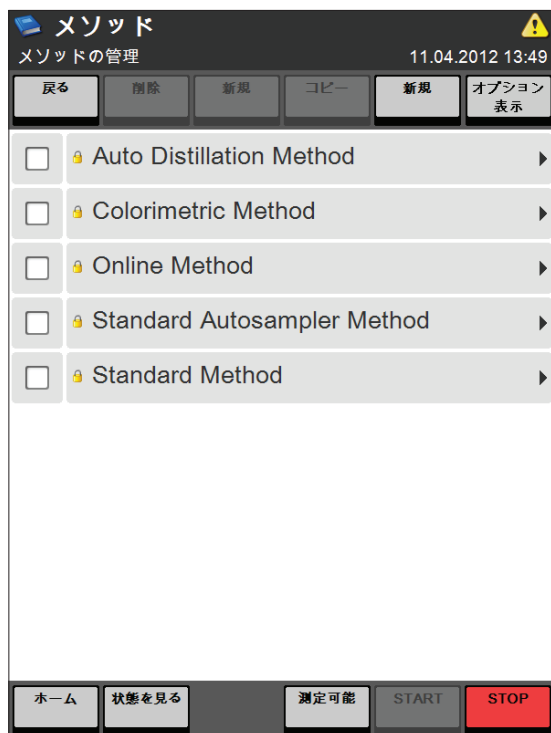 メソッド
メソッドの管理 11.04.2012 13:49
戻る 削除 新規 コピー 新規 オプション
表示
Auto Distillation Method
Colorimetric Method
Online Method
Standard Autosampler Method
Standard Method
ホーム 状態を見る 測定可能 START STOP